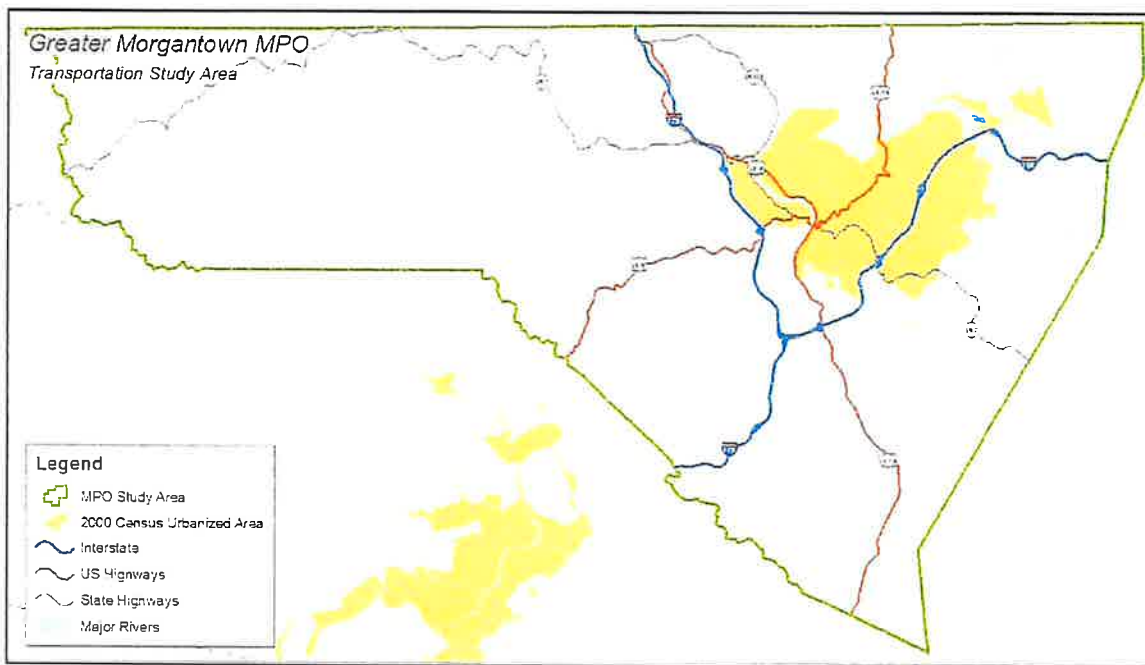 Greater Morgantown MPO
Transportation Study Area
Legend
MPO Study Area
2000 Census Urbanized Area
Interstate
US Highways
State Highways
Major Rivers